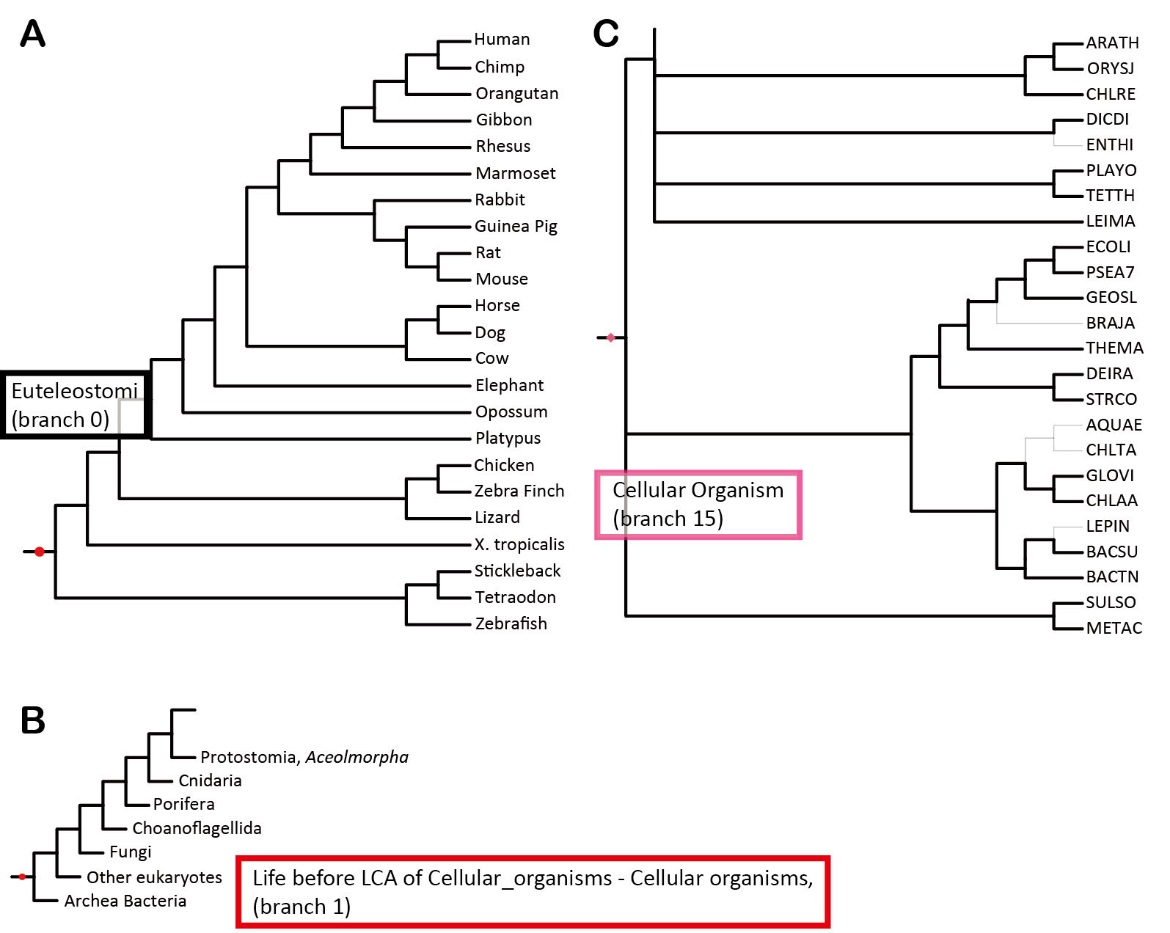 A
Human
Chimp
Orangutan
Gibbon
Rhesus
Marmoset
Rabbit
Guinea Pig
Rat
Mouse
Horse
Dog
Cow
Elephant
Opossum
Platypus
Chicken
Zebra Finch
Lizard
X. tropicalis
Stickleback
Tetraodon
Zebrafish
Euteleostomi
(branch 0)
C
ARATH
ORYSJ
CHLRE
DICDI
ENTHI
PLAYO
TETTH
LEIMA
ECOLI
PSEA7
GEOSL
BRAJA
THEMA
DEIRA
STRCO
AQUAE
CHLTA
GLOVI
CHLAA
LEPIN
BACSU
BACTN
SULSO
METAC
Cellular Organism
(branch 15)
B
Protostomia, Aceolmorpha
Cnidaria
Porifera
Choanoflagellida
Fungi
Other eukaryotes
Archea Bacteria
Life before LCA of Cellular_organisms - Cellular organisms,
(branch 1)